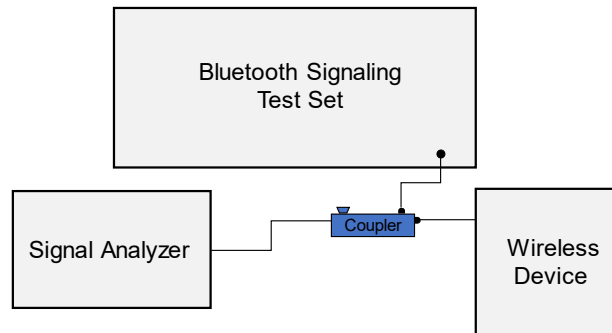 Bluetooth Signaling
Test Set
Signal Analyzer
Coupler
Wireless
Device